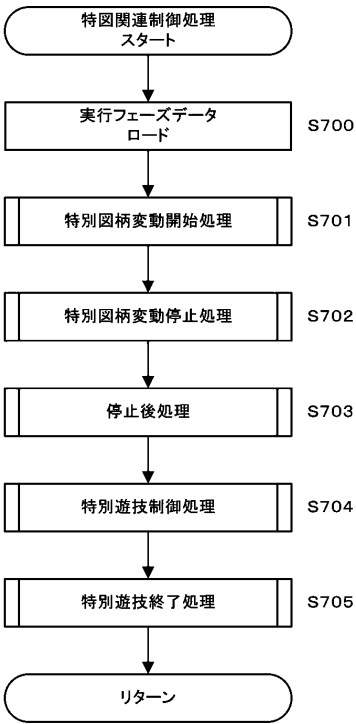 特図関連制御処理
スタート
実行フェーズデータ
ロード
S700
特別図柄変動開始処理
S701
特別図柄変動停止処理
S702
停止後処理
S703
特別遊技制御処理
S704
特別遊技終了処理
S705
リターン